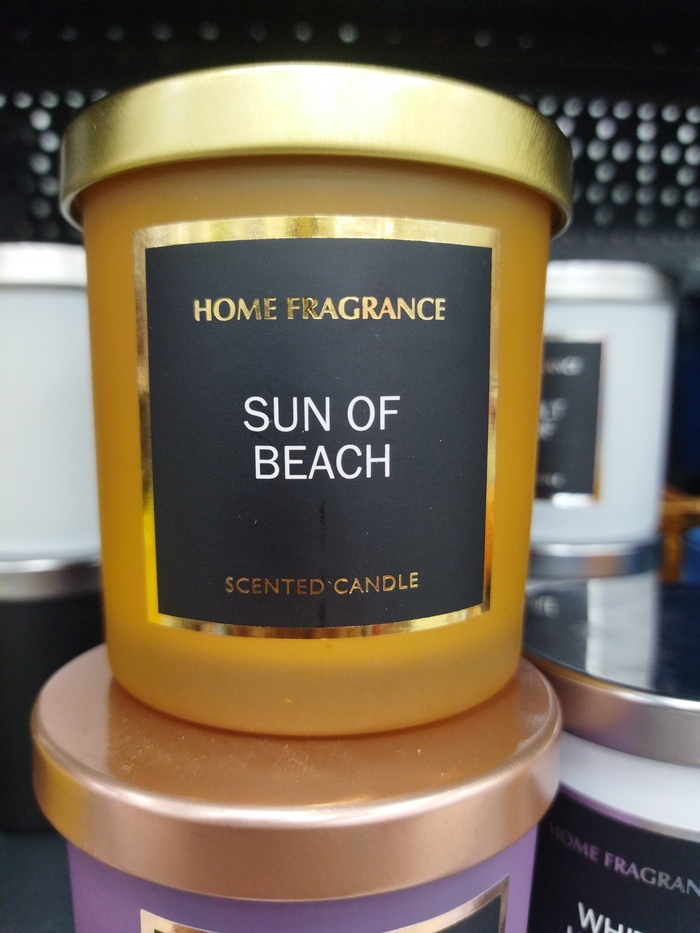 HOME FRAGRANCE
SUN OF
BEACH
SCENTED CANDLE
HOME FRAGRAN